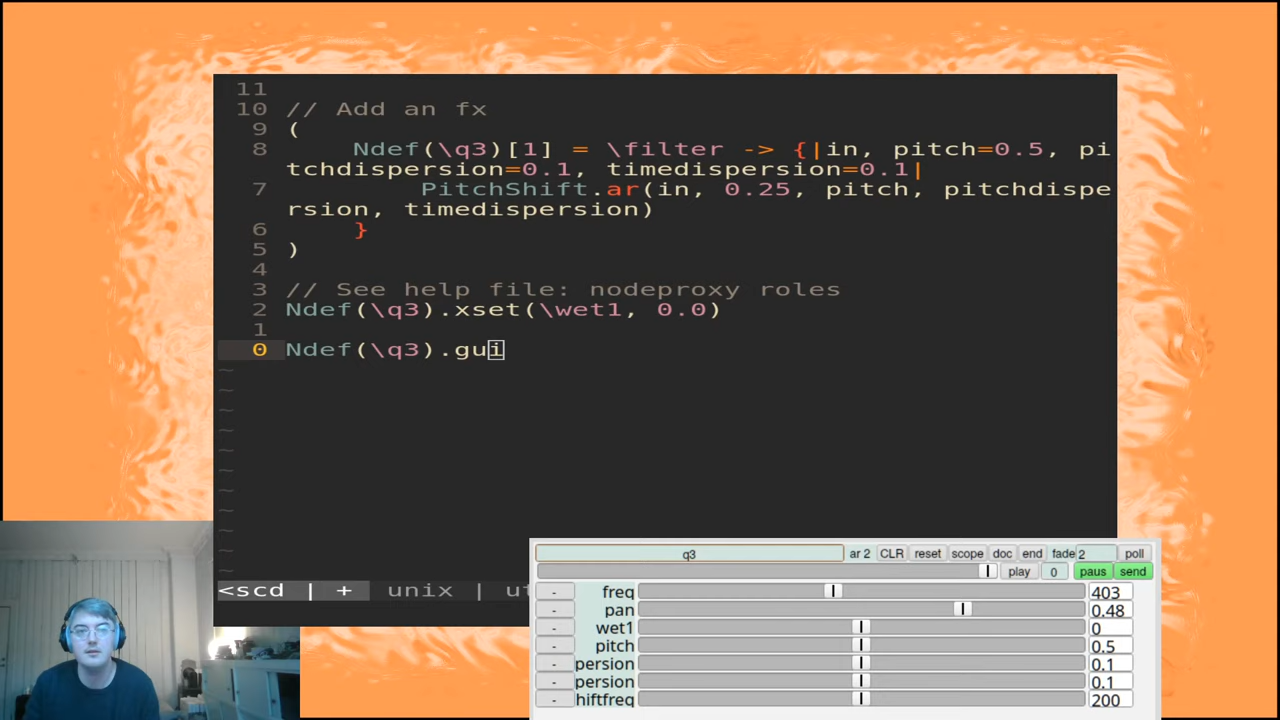 11
10 // Add an fx
9 (
8 Ndef(\q3)[1] = \filter -> {|in, pitch=0.5, pi
tchdispersion=0.1, timedispersion=0.1|
7 PitchShift.ar(in, 0.25, pitch, pitchdispe
rsion, timedispersion)
6 }
5 )
4
3 // See help file: nodeproxy roles
2 Ndef(\q3).xset(\wet1, 0.0)
1
0 Ndef(\q3).gui
~
~
~
~
~
~
~
~
~
~
~
<scd | + unix | ut
q3 ar 2 CLR reset scope doc end fade 2 poll
play 0 paus send
- freq 403
- pan 0.48
- wet1 0
- pitch 0.5
- persion 0.1
- persion 0.1
- hiftfreq 200